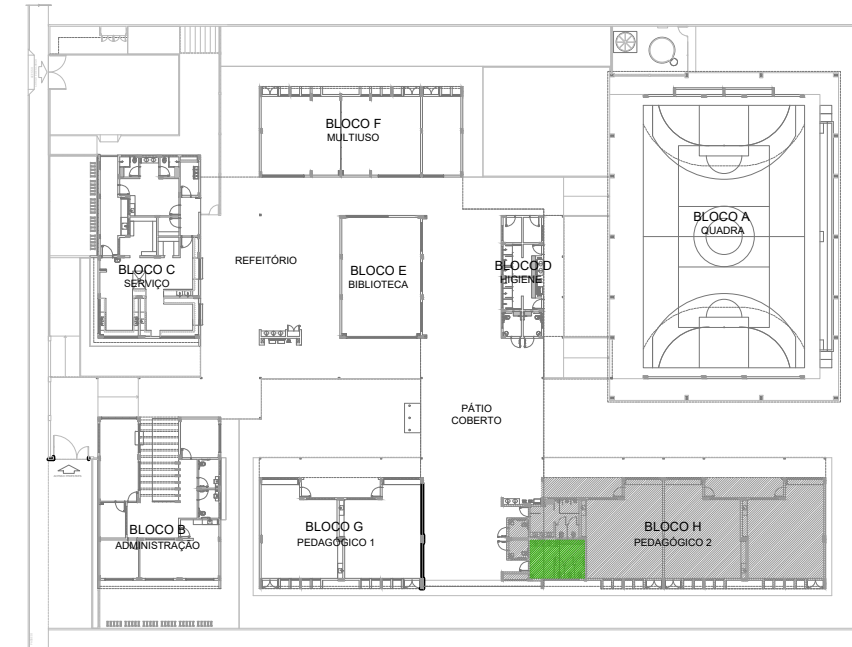 BLOCO F
MULTIUSO
BLOCO A
QUADRA
REFEITÓRIO
BLOCO E
BIBLIOTECA
BLOCO D
HIGIENE
BLOCO C
SERVIÇO
PÁTIO
COBERTO
BLOCO B
ADMINISTRAÇÃO
BLOCO G
PEDAGÓGICO 1
BLOCO H
PEDAGÓGICO 2